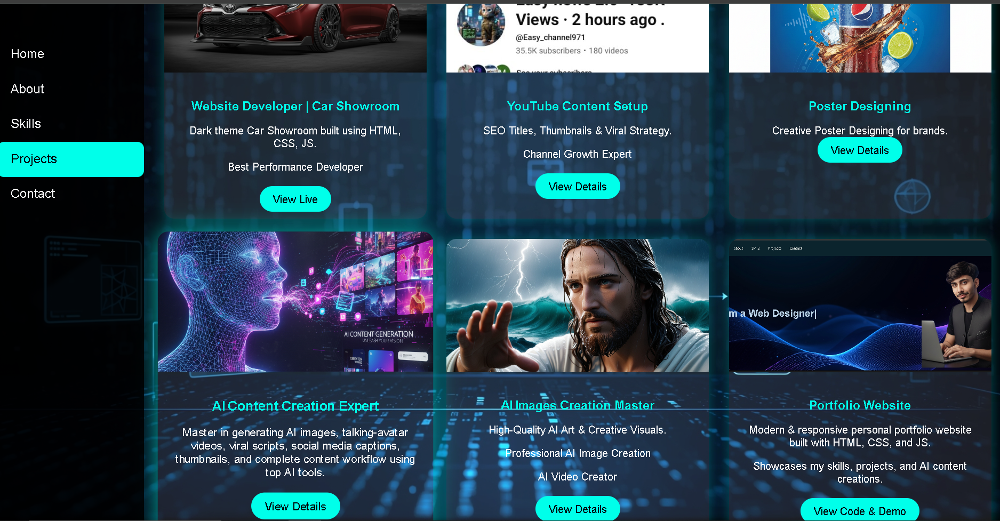 Home
About
Skills
Projects
Contact
Views · 2 hours ago .
@Easy_channel971
35.5K subscribers • 180 videos
See your subscribers
Website Developer | Car Showroom
Dark theme Car Showroom built using HTML,
CSS, JS.
Best Performance Developer
View Live
YouTube Content Setup
SEO Titles, Thumbnails & Viral Strategy.
Channel Growth Expert
View Details
Poster Designing
Creative Poster Designing for brands.
View Details
AI CONTENT GENERATION
UNLEASH YOUR VISION
AI Content Creation Expert
Master in generating AI images, talking-avatar
videos, viral scripts, social media captions,
thumbnails, and complete content workflow using
top AI tools.
View Details
AI Images Creation Master
High-Quality AI Art & Creative Visuals.
Professional AI Image Creation
AI Video Creator
View Details
about Skills Projects Contact
m a Web Designer|
Portfolio Website
Modern & responsive personal portfolio website
built with HTML, CSS, and JS.
Showcases my skills, projects, and AI content
creations.
View Code & Demo